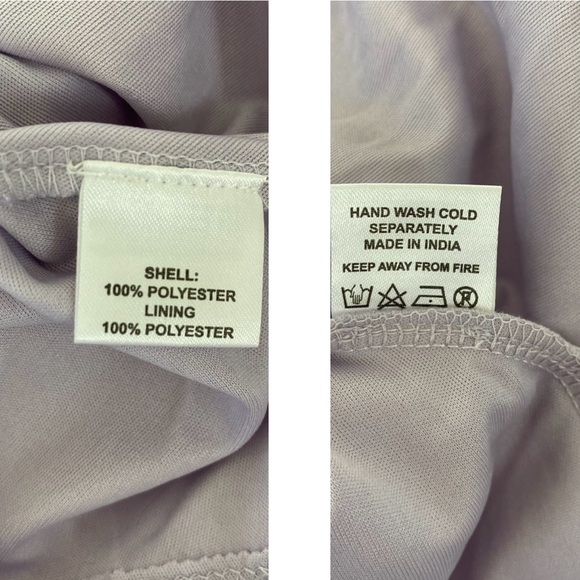 SHELL:
100% POLYESTER
LINING
100% POLYESTER
HAND WASH COLD
SEPARATELY
MADE IN INDIA
KEEP AWAY FROM FIRE
®